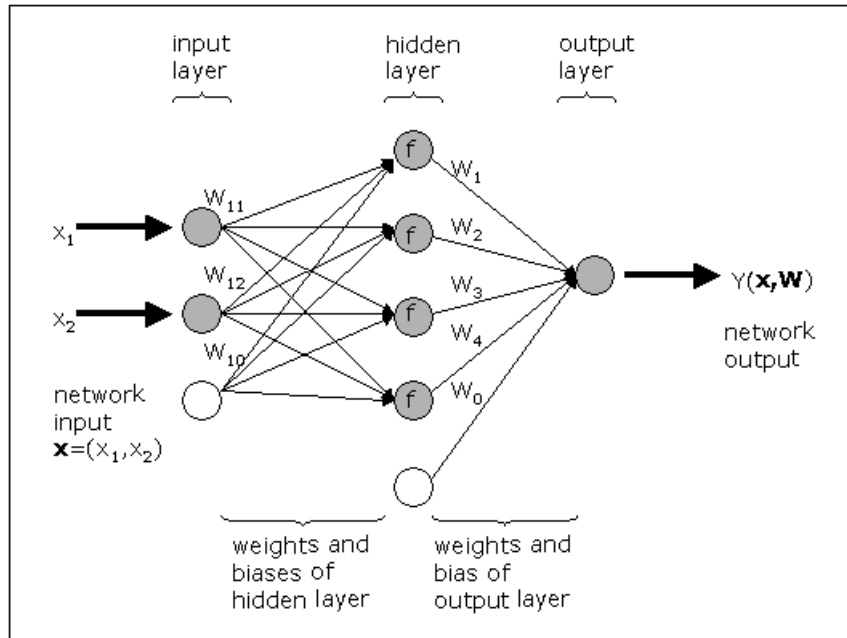 input
layer
hidden
layer
output
layer
f
W₁
W₁₁
W₂
x₁
f
W₁₂
W₃
Y(x,W)
x₂
f
W₄
network
output
W₁₀
network
input
x=(x₁,x₂)
f
W₀
weights and
biases of
hidden layer
weights and
bias of
output layer